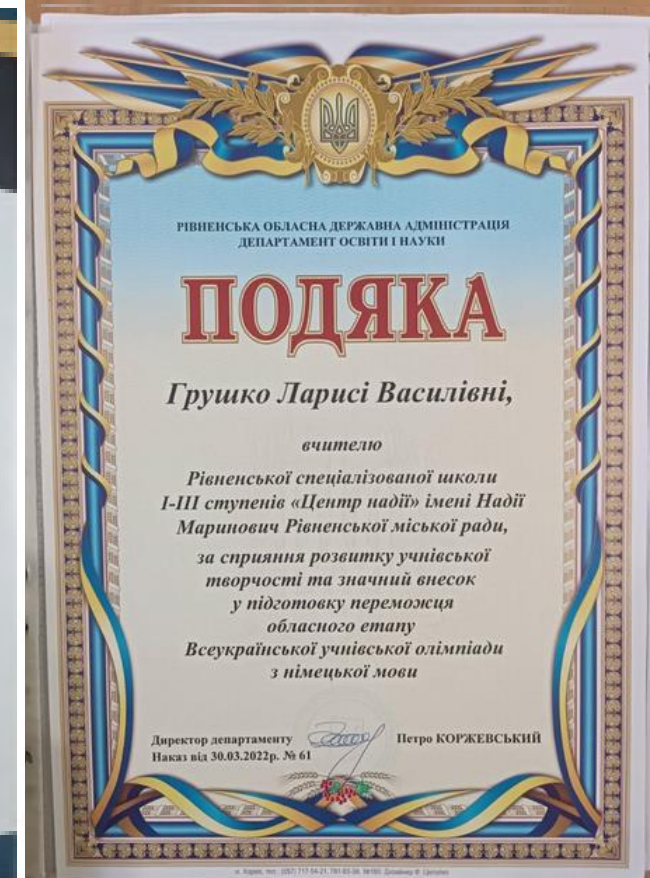 РІВНЕНСЬКА ОБЛАСНА ДЕРЖАВНА АДМІНІСТРАЦІЯ
ДЕПАРТАМЕНТ ОСВІТИ І НАУКИ
ПОДЯКА
Грушко Ларисі Василівні,
вчителю
Рівненської спеціалізованої школи
І-ІІІ ступенів «Центр надії» імені Надії
Маринович Рівненської міської ради,
за сприяння розвитку учнівської
творчості та значний внесок
у підготовку переможця
обласного етапу
Всеукраїнської учнівської олімпіади
з німецької мови
Директор департаменту Петро КОРЖЕВСЬКИЙ
Наказ від 30.03.2022р. № 61